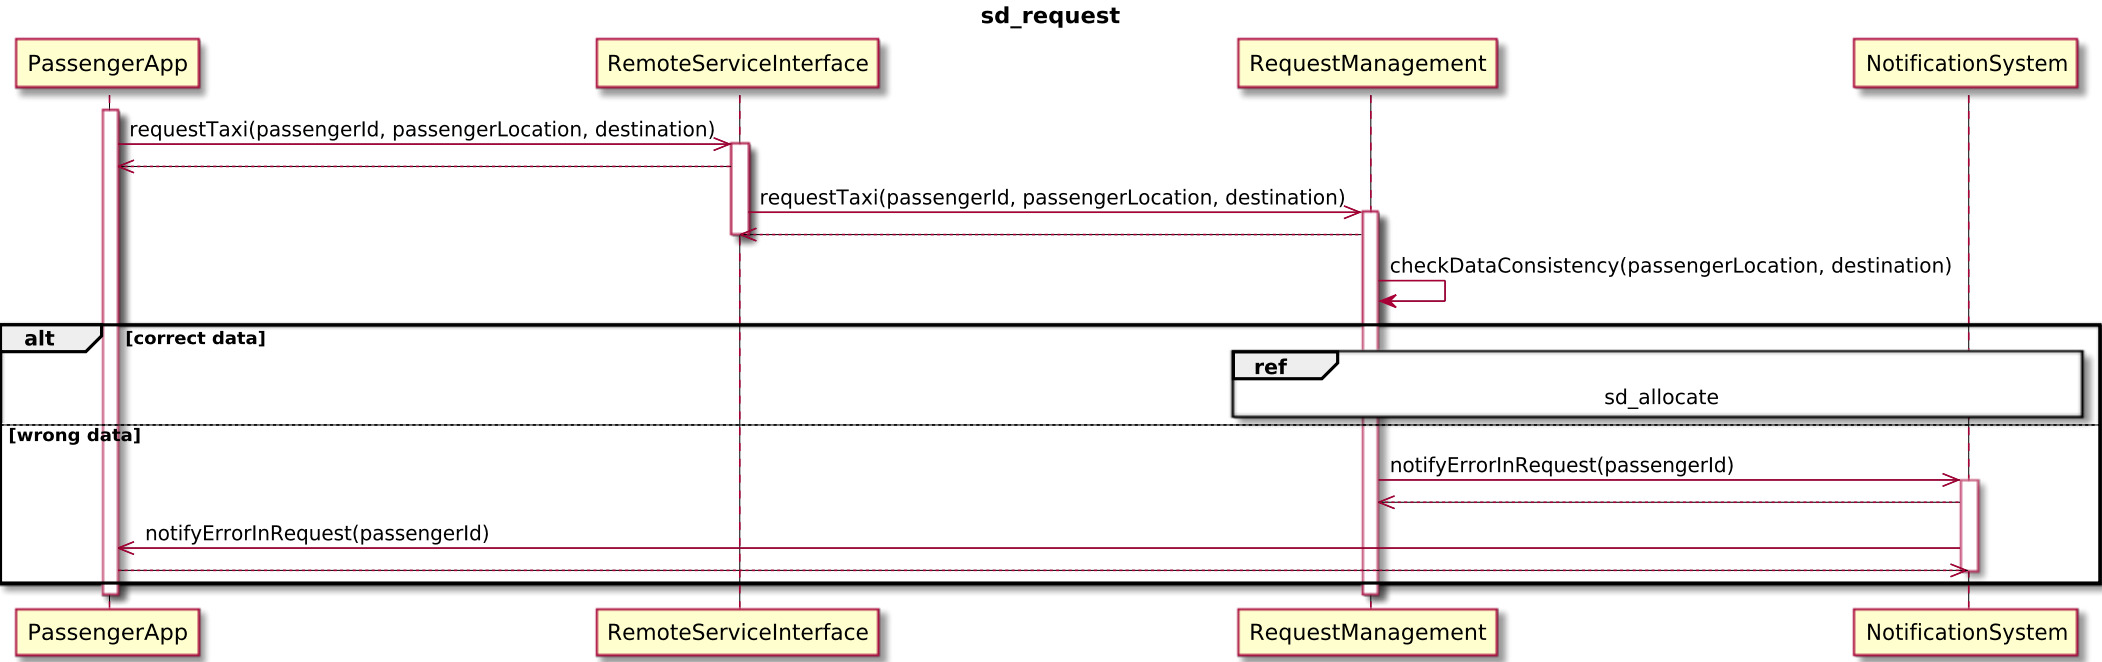 sd_request
PassengerApp
RemoteServiceInterface
RequestManagement
NotificationSystem
requestTaxi(passengerId, passengerLocation, destination)
requestTaxi(passengerId, passengerLocation, destination)
checkDataConsistency(passengerLocation, destination)
alt
[correct data]
ref
sd_allocate
[wrong data]
notifyErrorInRequest(passengerId)
notifyErrorInRequest(passengerId)
PassengerApp
RemoteServiceInterface
RequestManagement
NotificationSystem